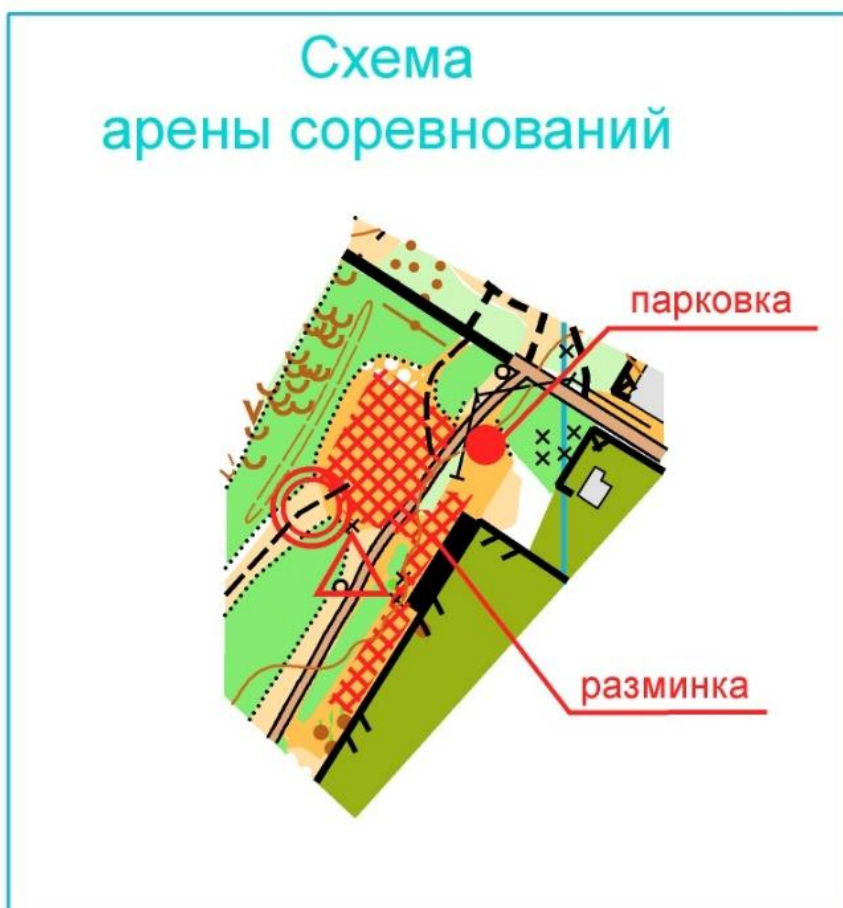 Схема
арены соревнований
парковка
разминка